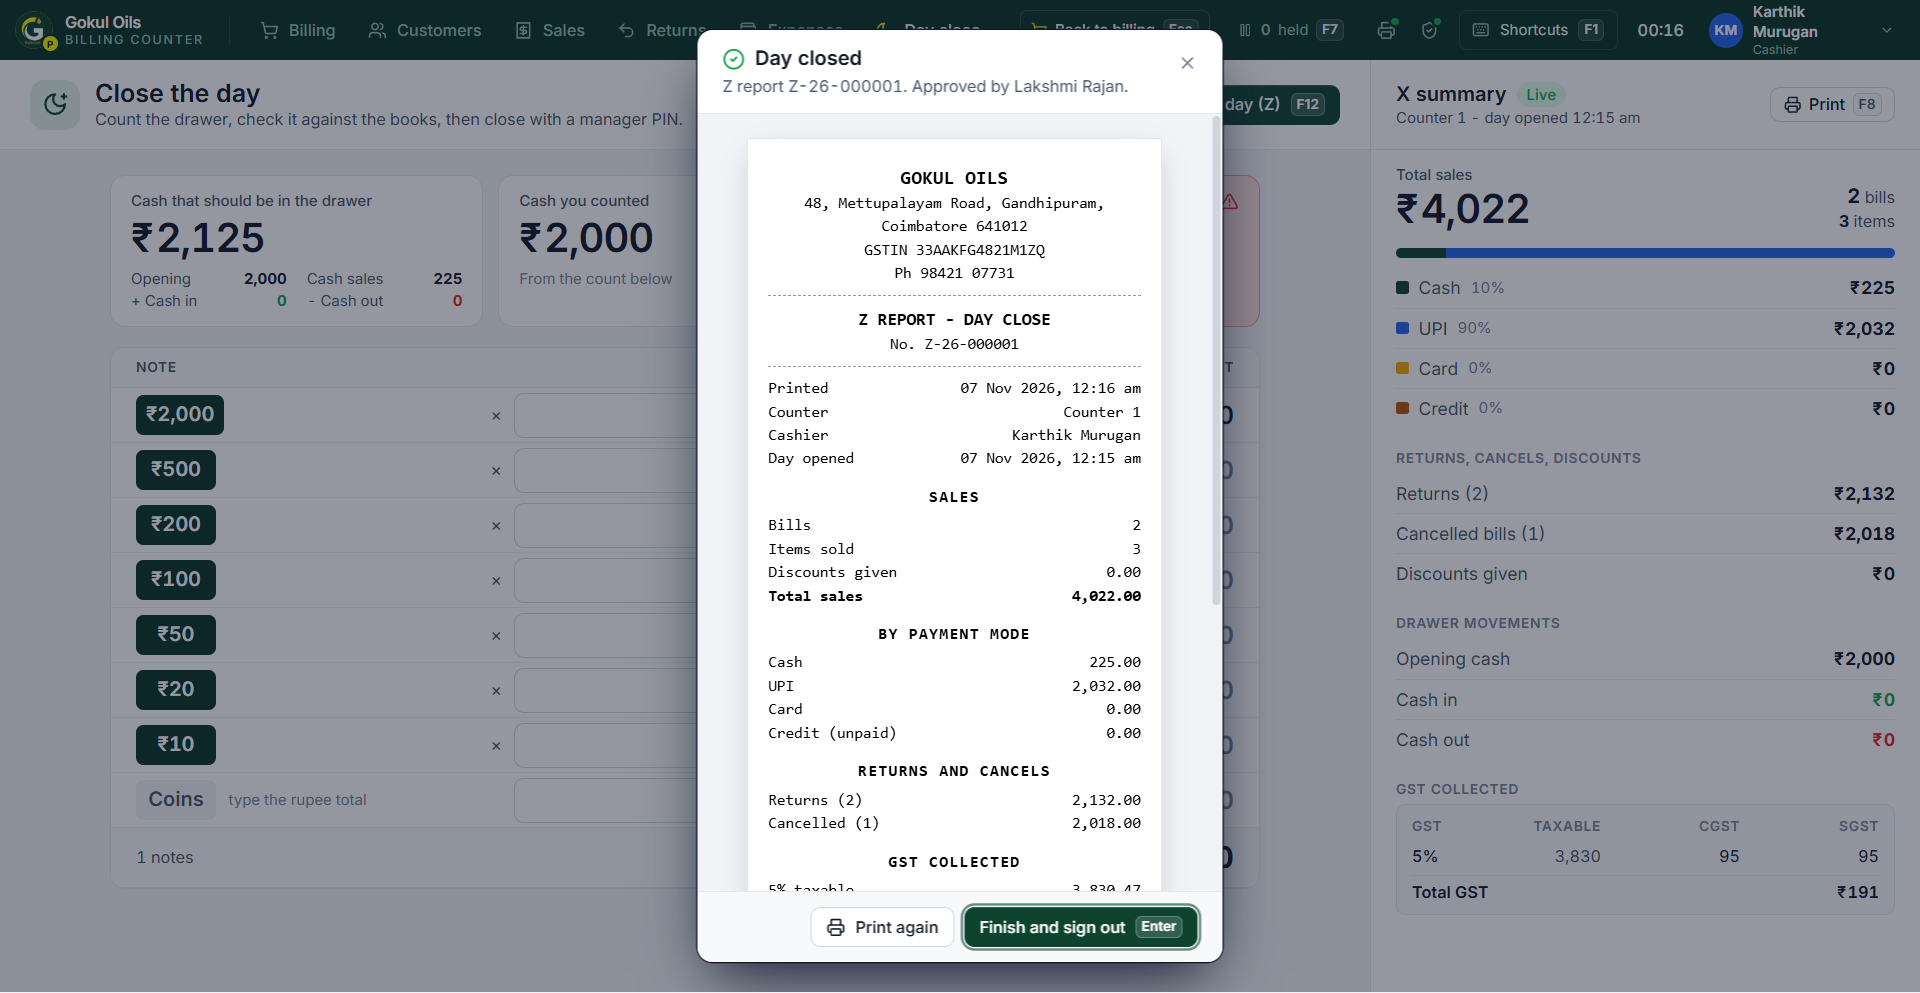 Gokul Oils
BILLING COUNTER
P
Billing
Customers
Sales
Returns
Day close
0 held F7
Shortcuts F1
00:16
KM
Karthik Murugan
Cashier
Close the day
Count the drawer, check it against the books, then close with a manager PIN.
day (Z) F12
Cash that should be in the drawer
₹2,125
Opening 2,000 Cash sales 225
+ Cash in 0 - Cash out 0
Cash you counted
₹2,000
From the count below
NOTE
₹2,000 ×
₹500 ×
₹200 ×
₹100 ×
₹50 ×
₹20 ×
₹10 ×
Coins type the rupee total
1 notes
Day closed
Z report Z-26-000001. Approved by Lakshmi Rajan.
GOKUL OILS
48, Mettupalayam Road, Gandhipuram,
Coimbatore 641012
GSTIN 33AAKFG4821M1ZQ
Ph 98421 07731
Z REPORT - DAY CLOSE
No. Z-26-000001
Printed 07 Nov 2026, 12:16 am
Counter Counter 1
Cashier Karthik Murugan
Day opened 07 Nov 2026, 12:15 am
SALES
Bills 2
Items sold 3
Discounts given 0.00
Total sales 4,022.00
BY PAYMENT MODE
Cash 225.00
UPI 2,032.00
Card 0.00
Credit (unpaid) 0.00
RETURNS AND CANCELS
Returns (2) 2,132.00
Cancelled (1) 2,018.00
GST COLLECTED
5% taxable 3,830.47
Print again
Finish and sign out Enter
X summary Live
Counter 1 - day opened 12:15 am
Print F8
Total sales
₹4,022
2 bills
3 items
Cash 10% ₹225
UPI 90% ₹2,032
Card 0% ₹0
Credit 0% ₹0
RETURNS, CANCELS, DISCOUNTS
Returns (2) ₹2,132
Cancelled bills (1) ₹2,018
Discounts given ₹0
DRAWER MOVEMENTS
Opening cash ₹2,000
Cash in ₹0
Cash out ₹0
GST COLLECTED
GST TAXABLE CGST SGST
5% 3,830 95 95
Total GST ₹191